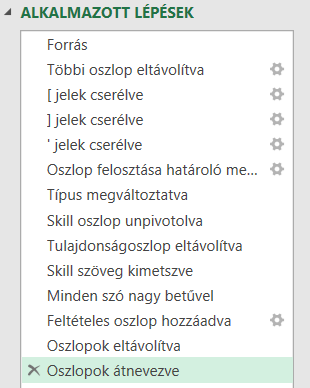 ALKALMAZOTT LÉPÉSEK
Forrás
Többi oszlop eltávolítva
[ jelek cserélve
] jelek cserélve
' jelek cserélve
Oszlop felosztása határoló me...
Típus megváltoztatva
Skill oszlop unpivotolva
Tulajdonságoszlop eltávolítva
Skill szöveg kimetszve
Minden szó nagy betűvel
Feltételes oszlop hozzáadva
Oszlopok eltávolítva
Oszlopok átnevezve